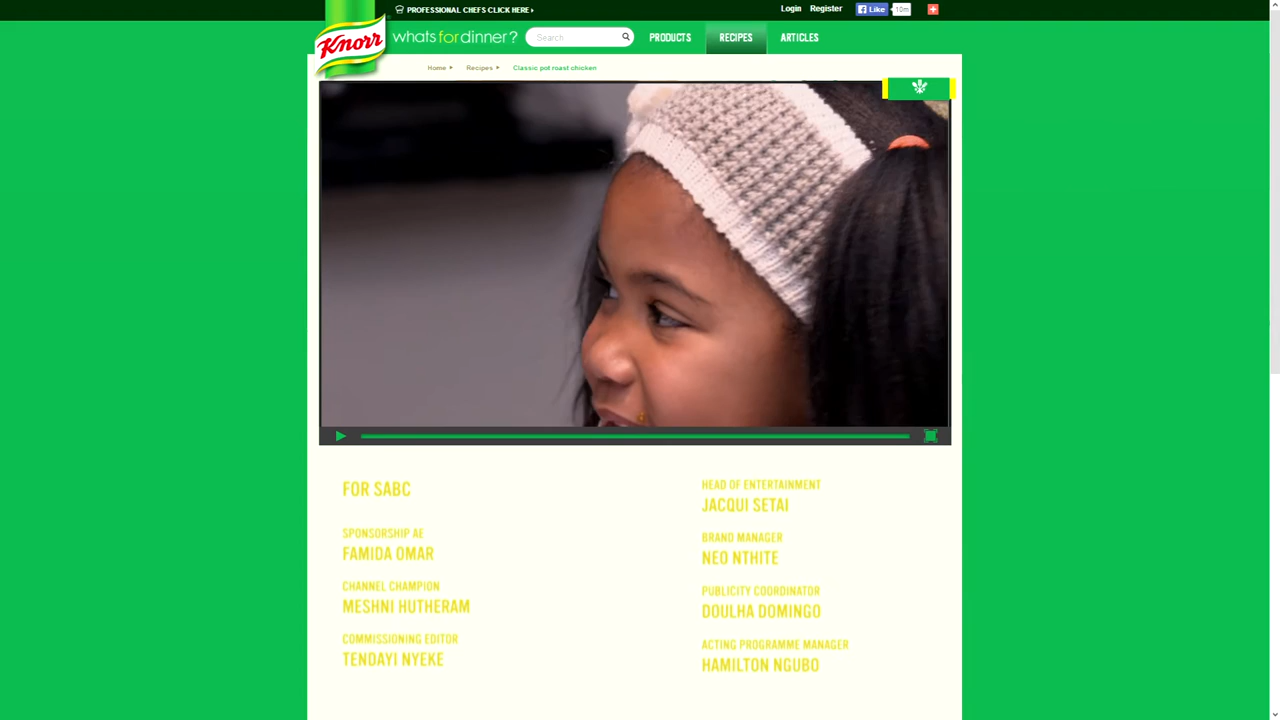 PROFESSIONAL CHEFS CLICK HERE
Login Register Like 10m
Knorr
whatsfordinner?
Search
PRODUCTS
RECIPES
ARTICLES
Home
Recipes
Classic pot roast chicken
FOR SABC
SPONSORSHIP AE
FAMIDA OMAR
CHANNEL CHAMPION
MESHNI HUTHERAM
COMMISSIONING EDITOR
TENDAYI NYEKE
HEAD OF ENTERTAINMENT
JACQUI SETAI
BRAND MANAGER
NEO NTHITE
PUBLICITY COORDINATOR
DOULHA DOMINGO
ACTING PROGRAMME MANAGER
HAMILTON NGUBO